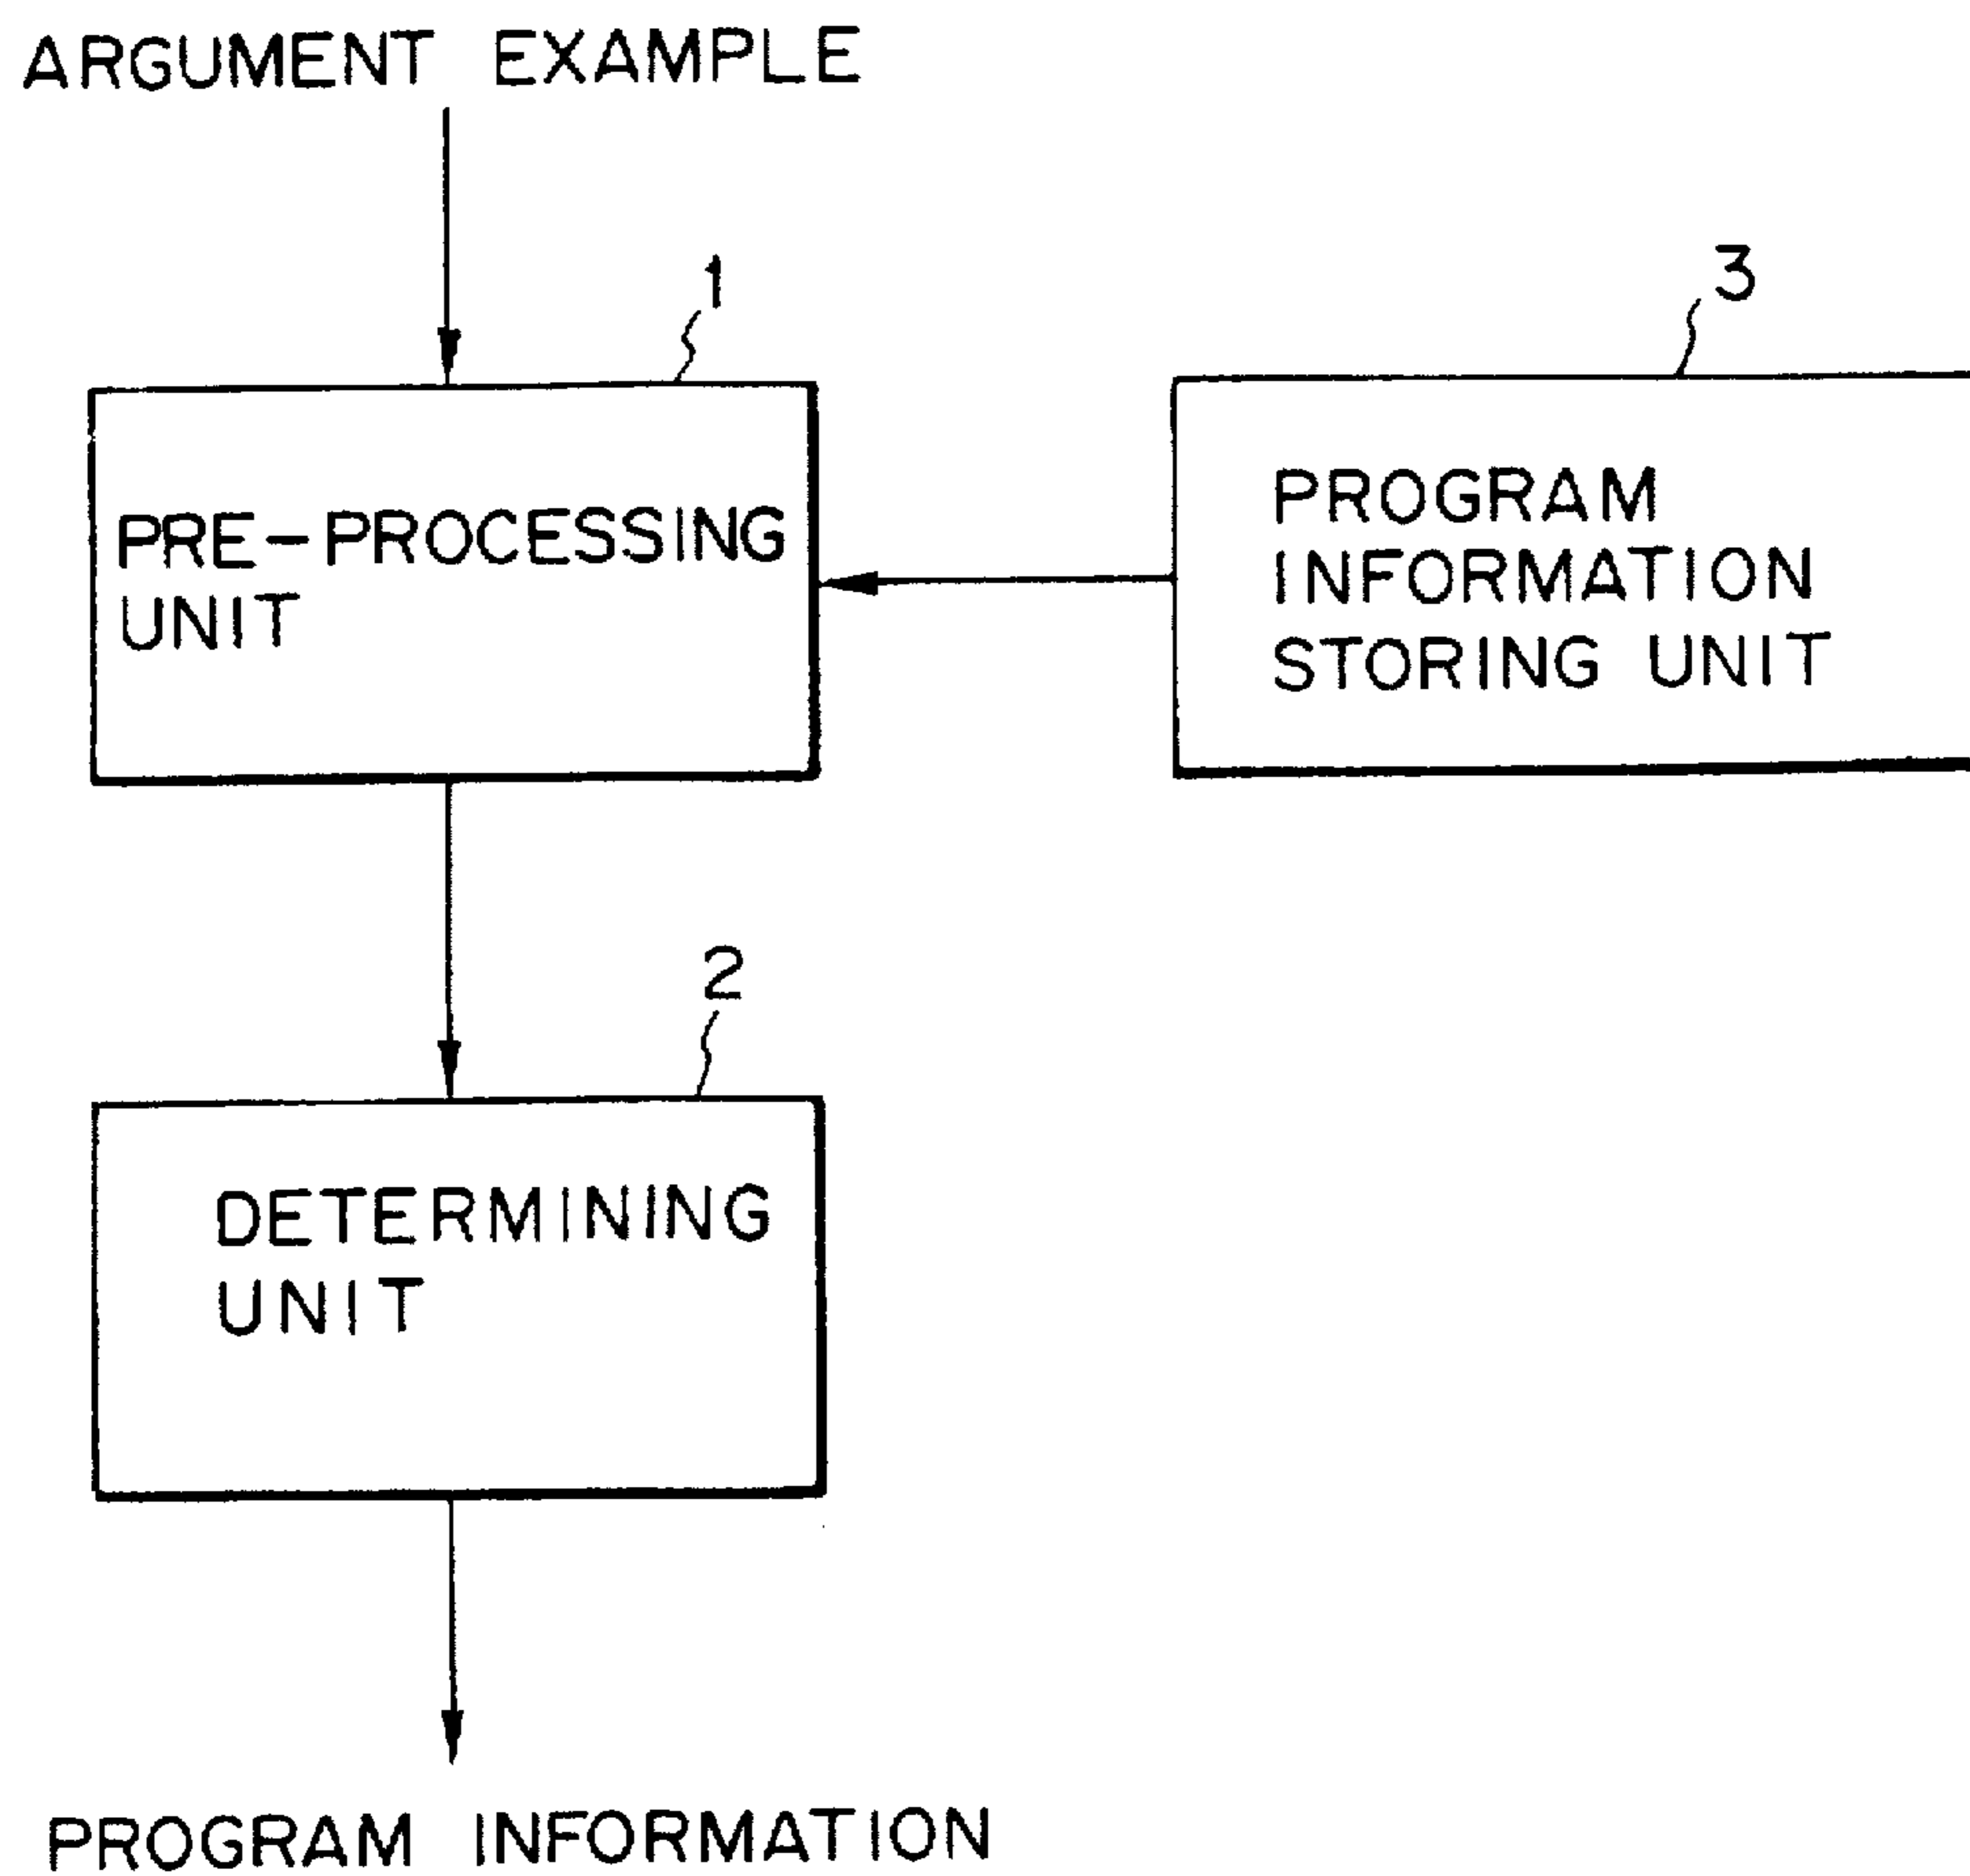 ARGUMENT EXAMPLE
1
3
PRE-PROCESSING
UNIT
PROGRAM
INFORMATION
STORING UNIT
2
DETERMINING
UNIT
PROGRAM INFORMATION